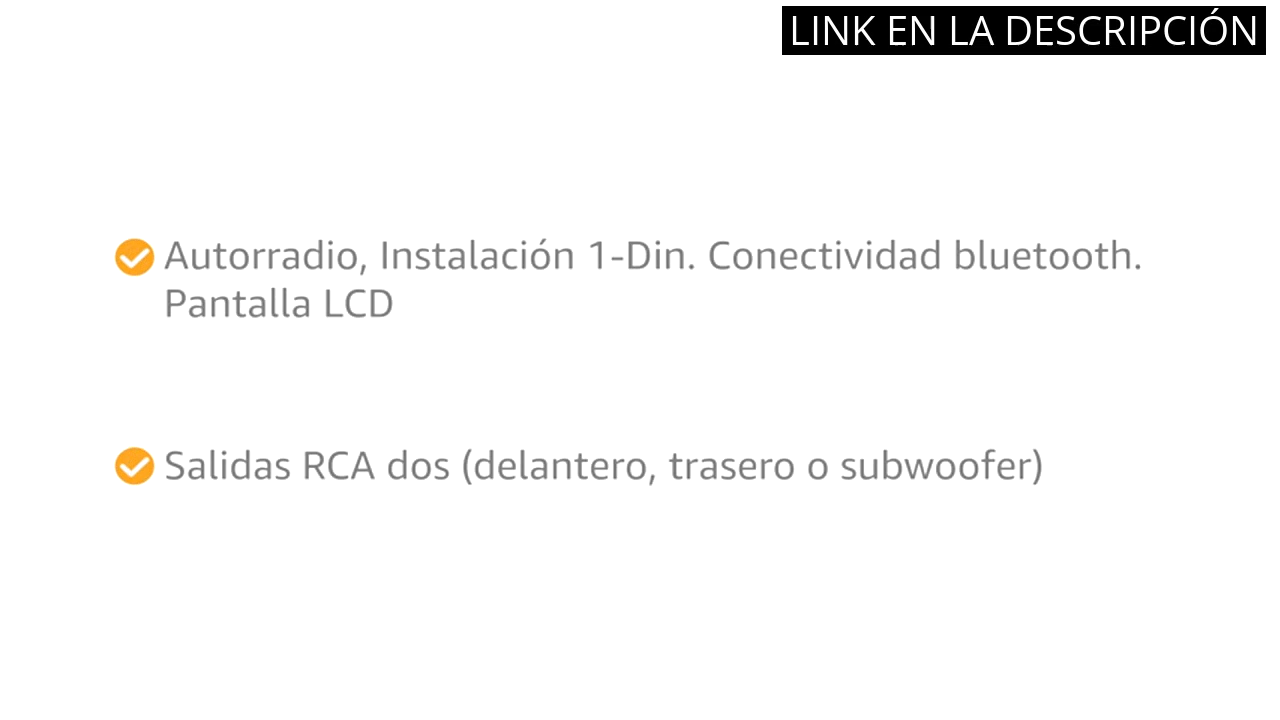 LINK EN LA DESCRIPCIÓN
Autorradio, Instalación 1-Din. Conectividad bluetooth.
Pantalla LCD
Salidas RCA dos (delantero, trasero o subwoofer)